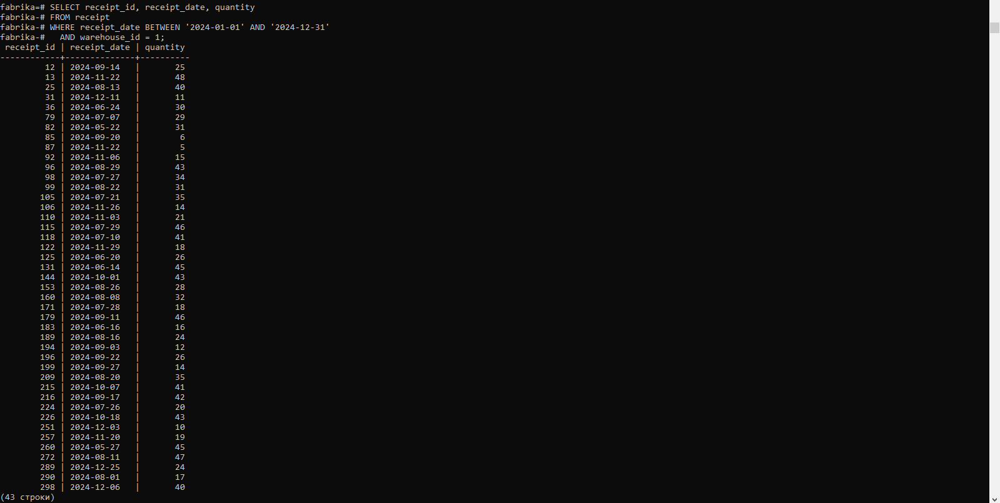 fabrika=# SELECT receipt_id, receipt_date, quantity
fabrika-# FROM receipt
fabrika-# WHERE receipt_date BETWEEN '2024-01-01' AND '2024-12-31'
fabrika-#   AND warehouse_id = 1;
 receipt_id | receipt_date | quantity
------------+--------------+----------
         12 | 2024-09-14   |       25
         13 | 2024-11-22   |       48
         25 | 2024-08-13   |       40
         31 | 2024-12-11   |       11
         36 | 2024-06-24   |       30
         79 | 2024-07-07   |       29
         82 | 2024-05-22   |       31
         85 | 2024-09-20   |        6
         87 | 2024-11-22   |        5
         92 | 2024-11-06   |       15
         96 | 2024-08-29   |       43
         98 | 2024-07-27   |       34
         99 | 2024-08-22   |       31
        105 | 2024-07-21   |       35
        106 | 2024-11-26   |       14
        110 | 2024-11-03   |       21
        115 | 2024-07-29   |       46
        118 | 2024-07-10   |       41
        122 | 2024-11-29   |       18
        125 | 2024-06-20   |       26
        131 | 2024-06-14   |       45
        144 | 2024-10-01   |       43
        153 | 2024-08-26   |       28
        160 | 2024-08-08   |       32
        171 | 2024-07-28   |       18
        179 | 2024-09-11   |       46
        183 | 2024-06-16   |       16
        189 | 2024-08-16   |       24
        194 | 2024-09-03   |       12
        196 | 2024-09-22   |       26
        199 | 2024-09-27   |       14
        209 | 2024-08-20   |       35
        215 | 2024-10-07   |       41
        216 | 2024-09-17   |       42
        224 | 2024-07-26   |       20
        226 | 2024-10-18   |       43
        251 | 2024-12-03   |       10
        257 | 2024-11-20   |       19
        260 | 2024-05-27   |       45
        272 | 2024-08-11   |       47
        289 | 2024-12-25   |       24
        290 | 2024-08-01   |       17
        298 | 2024-12-06   |       40
(43 строки)